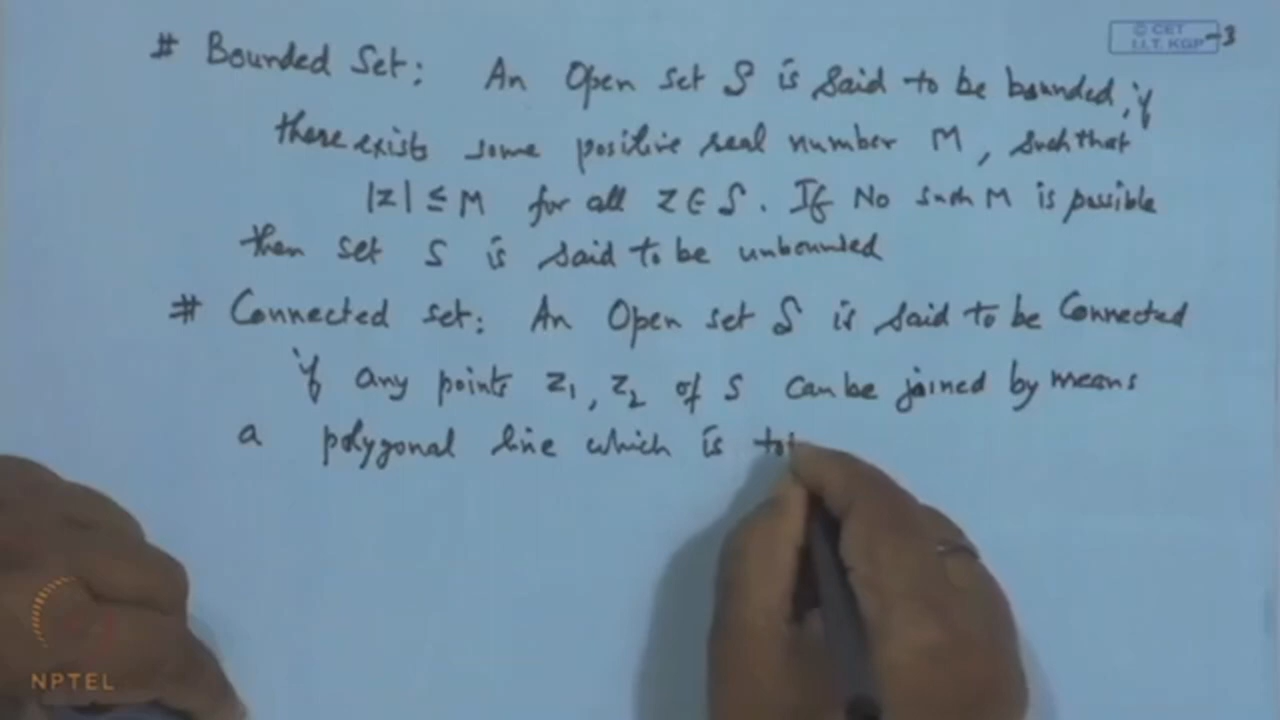 © CET
I.I.T. KGP -3
# Bounded Set: An Open set S is said to be bounded, if
there exists some positive real number M, such that
|z| ≤ M for all z ∈ S. If No such M is possible
then set S is said to be unbounded
# Connected set: An Open set S is said to be Connected
if any points z₁, z₂ of S can be joined by means
a polygonal line which is
NPTEL